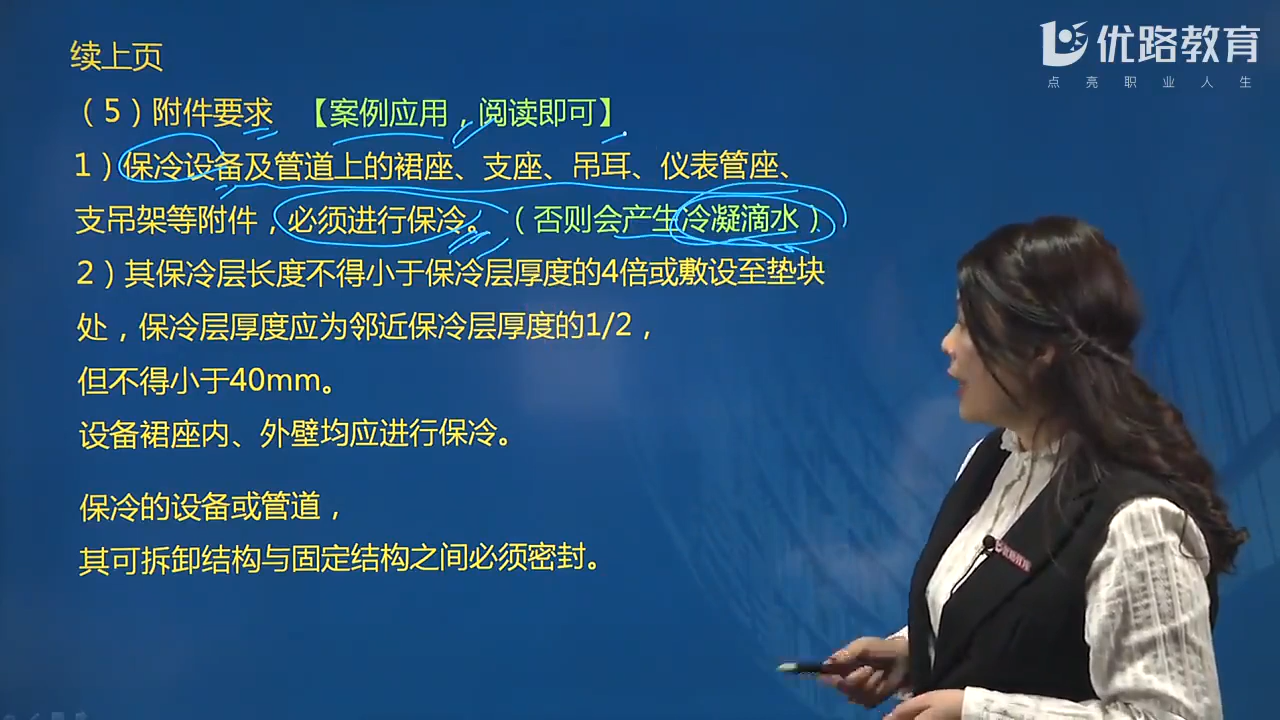 优路教育
点亮职业人生
续上页
（5）附件要求 【案例应用，阅读即可】
1）保冷设备及管道上的裙座、支座、吊耳、仪表管座、
支吊架等附件，必须进行保冷。（否则会产生冷凝滴水）
2）其保冷层长度不得小于保冷层厚度的4倍或敷设至垫块
处，保冷层厚度应为邻近保冷层厚度的1/2，
但不得小于40mm。
设备裙座内、外壁均应进行保冷。
保冷的设备或管道，
其可拆卸结构与固定结构之间必须密封。